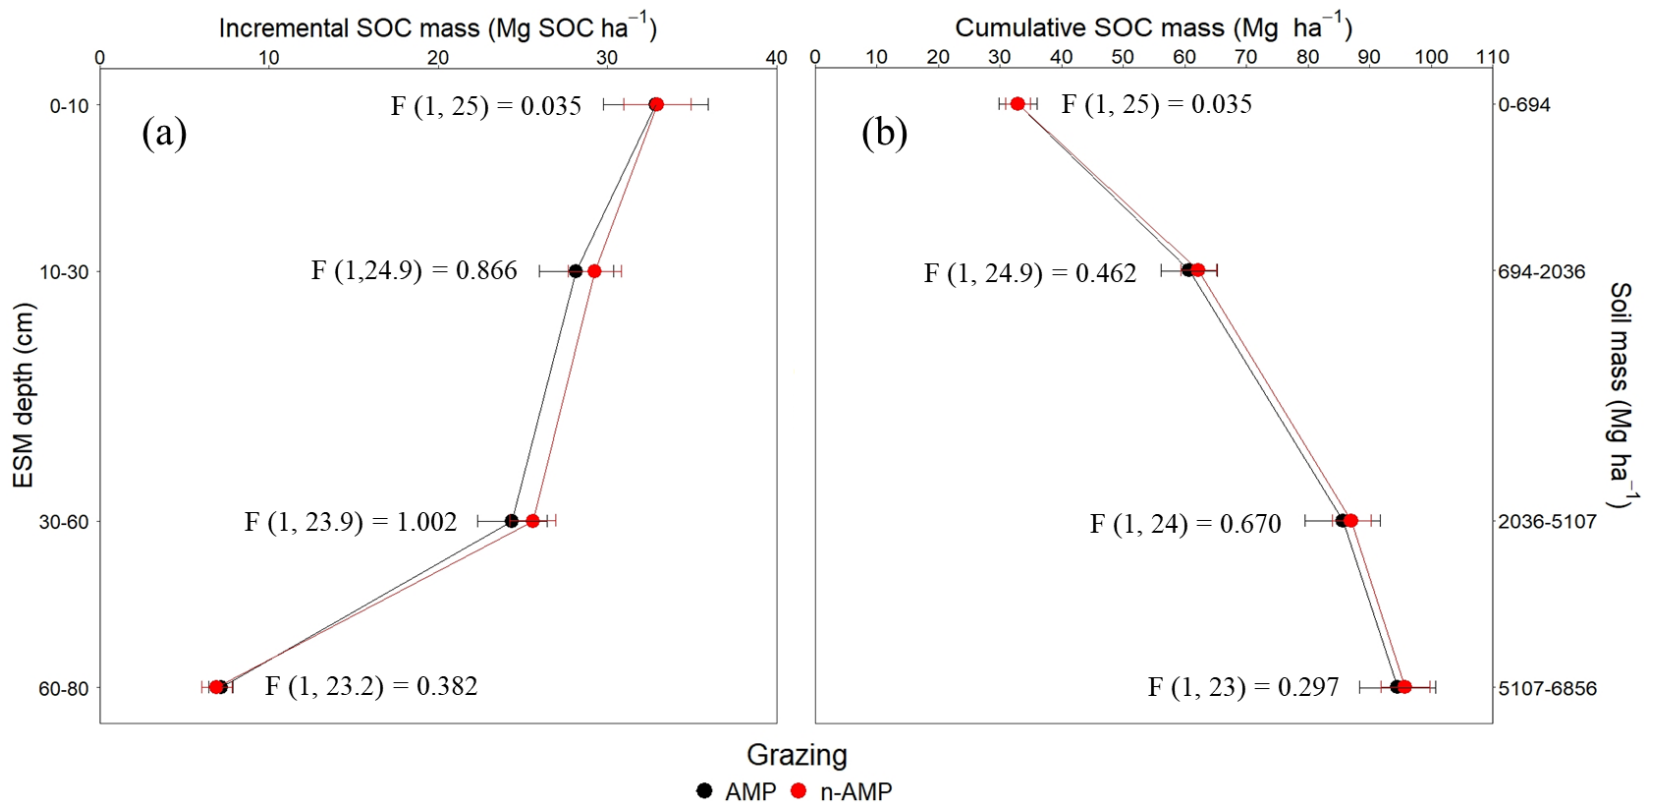 Incremental SOC mass (Mg SOC ha⁻¹)
0 10 20 30 40
(a)
ESM depth (cm)
0-10
10-30
30-60
60-80
F (1, 25) = 0.035
F (1,24.9) = 0.866
F (1, 23.9) = 1.002
F (1, 23.2) = 0.382
Cumulative SOC mass (Mg ha⁻¹)
0 10 20 30 40 50 60 70 80 90 100 110
(b)
F (1, 25) = 0.035
F (1, 24.9) = 0.462
F (1, 24) = 0.670
F (1, 23) = 0.297
0-694
694-2036
2036-5107
5107-6856
Soil mass (Mg ha⁻¹)
Grazing
AMP n-AMP